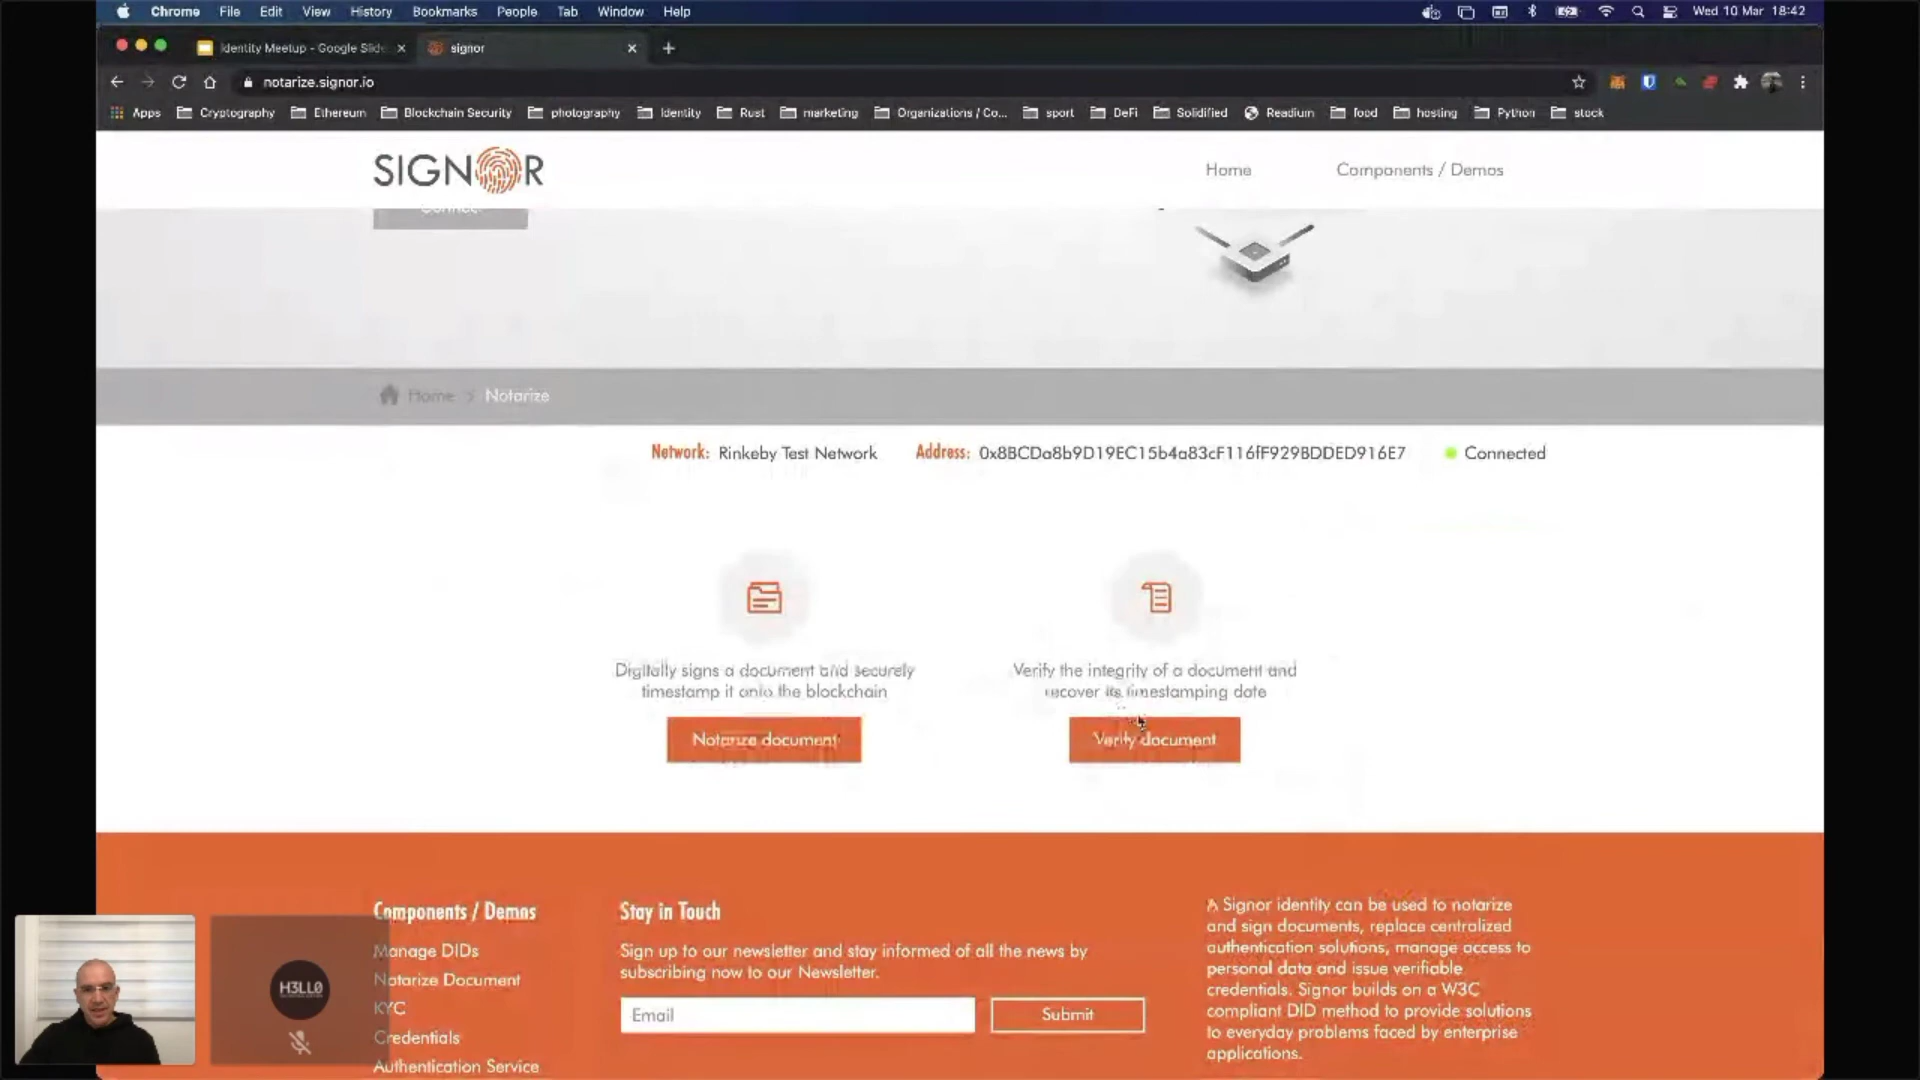 Chrome File Edit View History Bookmarks People Tab Window Help Wed 10 Mar 18:42
Identity Meetup - Google Slide signor
notarize.signor.io
Apps Cryptography Ethereum Blockchain Security photography Identity Rust marketing Organizations / Co... sport DeFi Solidified Readium food hosting Python stock
SIGNOR Home Components / Demos
Connect
Home > Notarize
Network: Rinkeby Test Network Address: 0x8BCDa8b9D19EC15b4a83cF116fF929BDDED916E7 Connected
Digitally signs a document and securely
timestamp it onto the blockchain
Notarize document
Verify the integrity of a document and
recover its timestamping date
Verify document
Components / Demos
Manage DIDs
Notarize Document
KYC
Credentials
Authentication Service
Stay in Touch
Sign up to our newsletter and stay informed of all the news by
subscribing now to our Newsletter.
Email Submit
A Signor identity can be used to notarize
and sign documents, replace centralized
authentication solutions, manage access to
personal data and issue verifiable
credentials. Signor builds on a W3C
compliant DID method to provide solutions
to everyday problems faced by enterprise
applications.
H3LL0